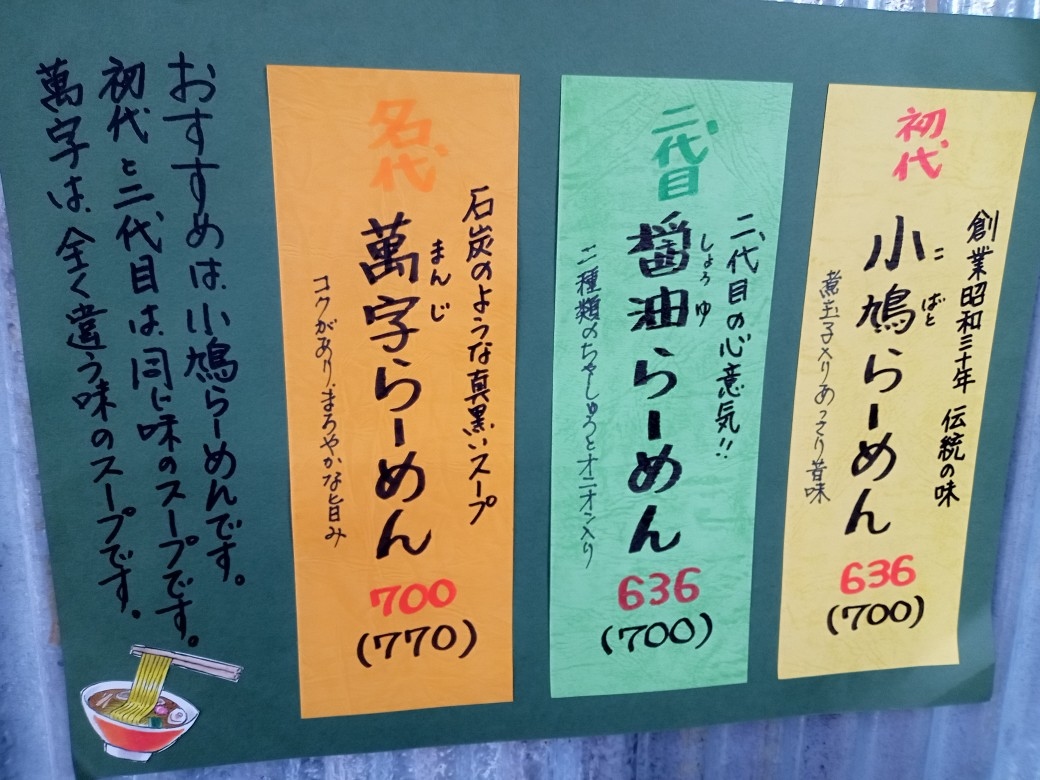 創業昭和三十年 伝統の味
初代
小鳩らーめん
こ ばと
煮玉子入りあっさり昔味
636
(700)
二代目の心意気!!
二代目
醤油らーめん
しょうゆ
二種類のちゃしゅうとオニオン入り
636
(700)
石炭のような真黒いスープ
名代
萬字らーめん
まんじ
コクがあり、まろやかな旨み
700
(770)
おすすめは小鳩らーめんです。
初代と二代目は、同じ味のスープです。
萬字は、全く違う味のスープです。